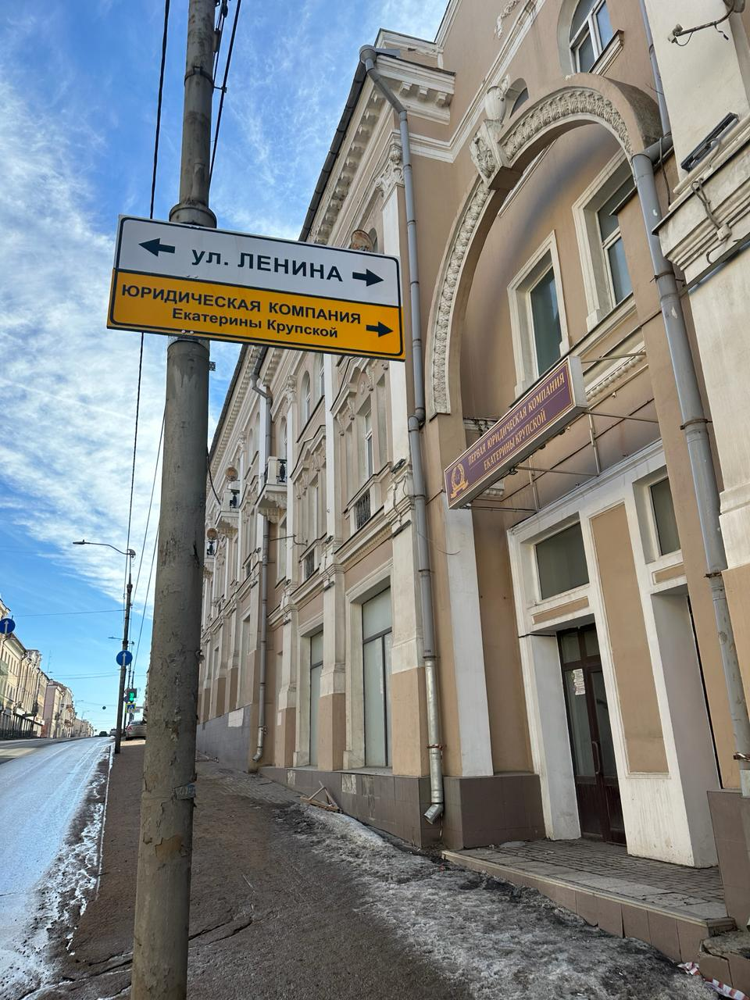 ул. ЛЕНИНА
ЮРИДИЧЕСКАЯ КОМПАНИЯ
Екатерины Крупской
ПЕРВАЯ ЮРИДИЧЕСКАЯ КОМПАНИЯ
ЕКАТЕРИНЫ КРУПСКОЙ